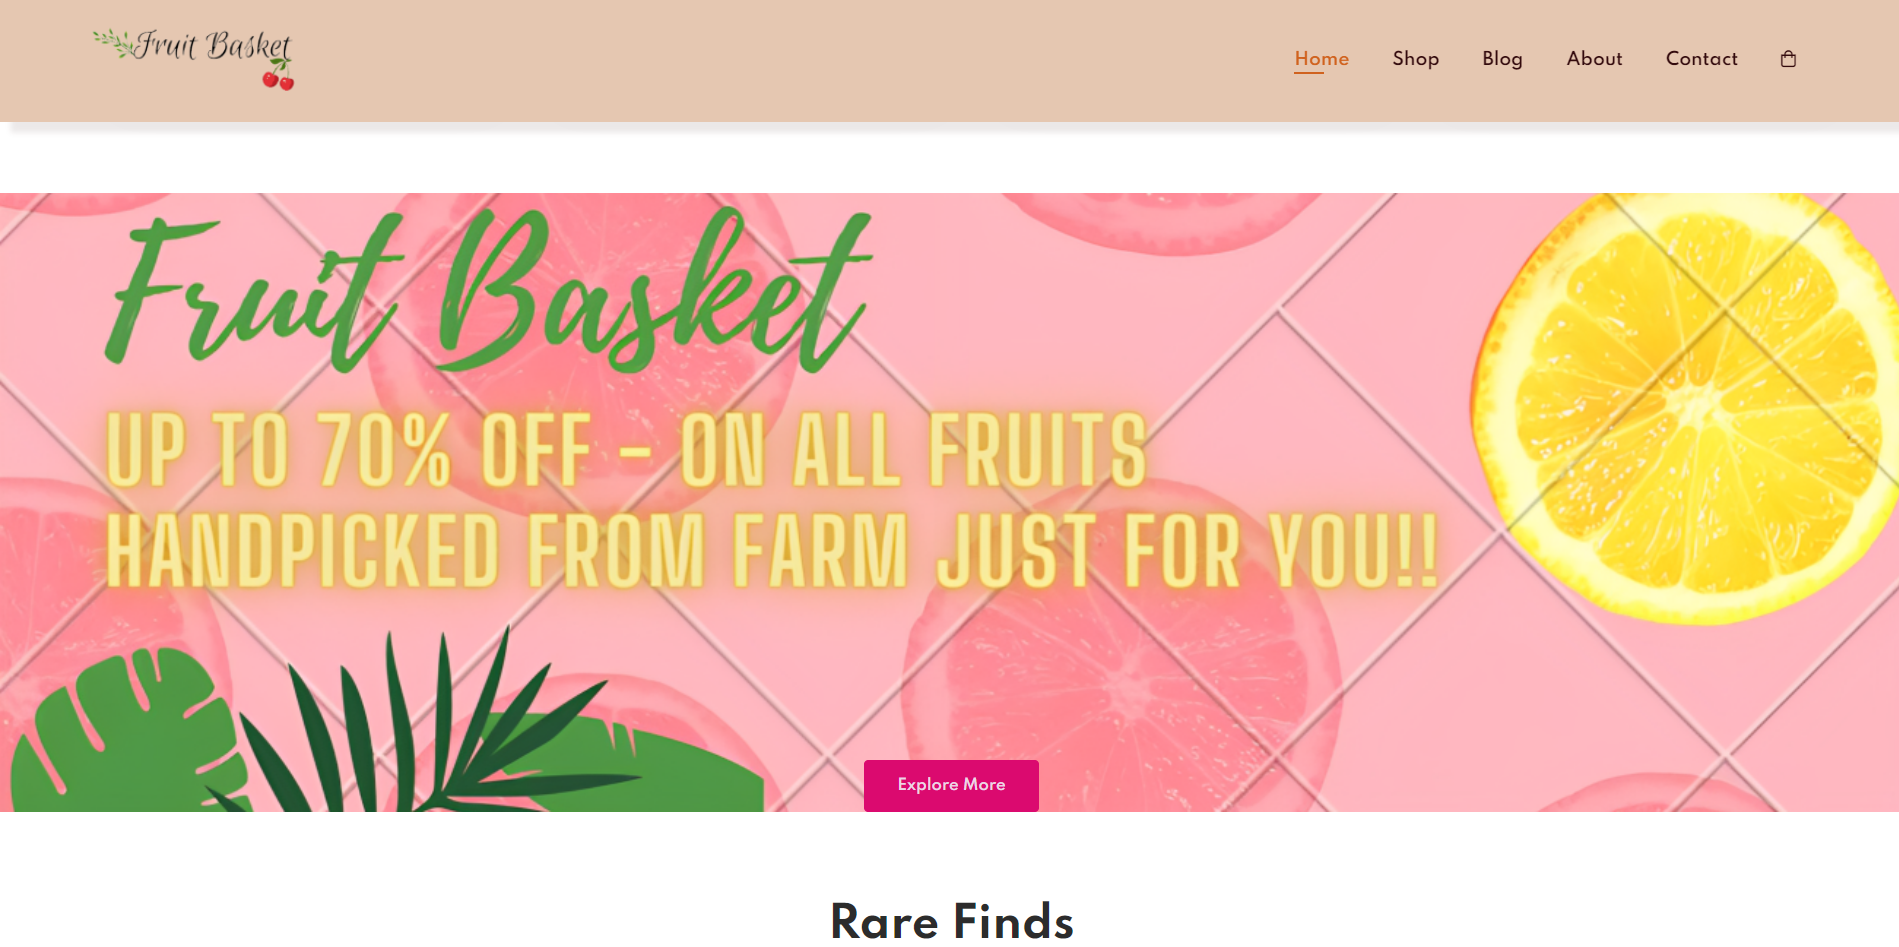 Fruit Basket
Home Shop Blog About Contact
Fruit Basket
UP TO 70% OFF - ON ALL FRUITS
HANDPICKED FROM FARM JUST FOR YOU!!
Explore More
Rare Finds